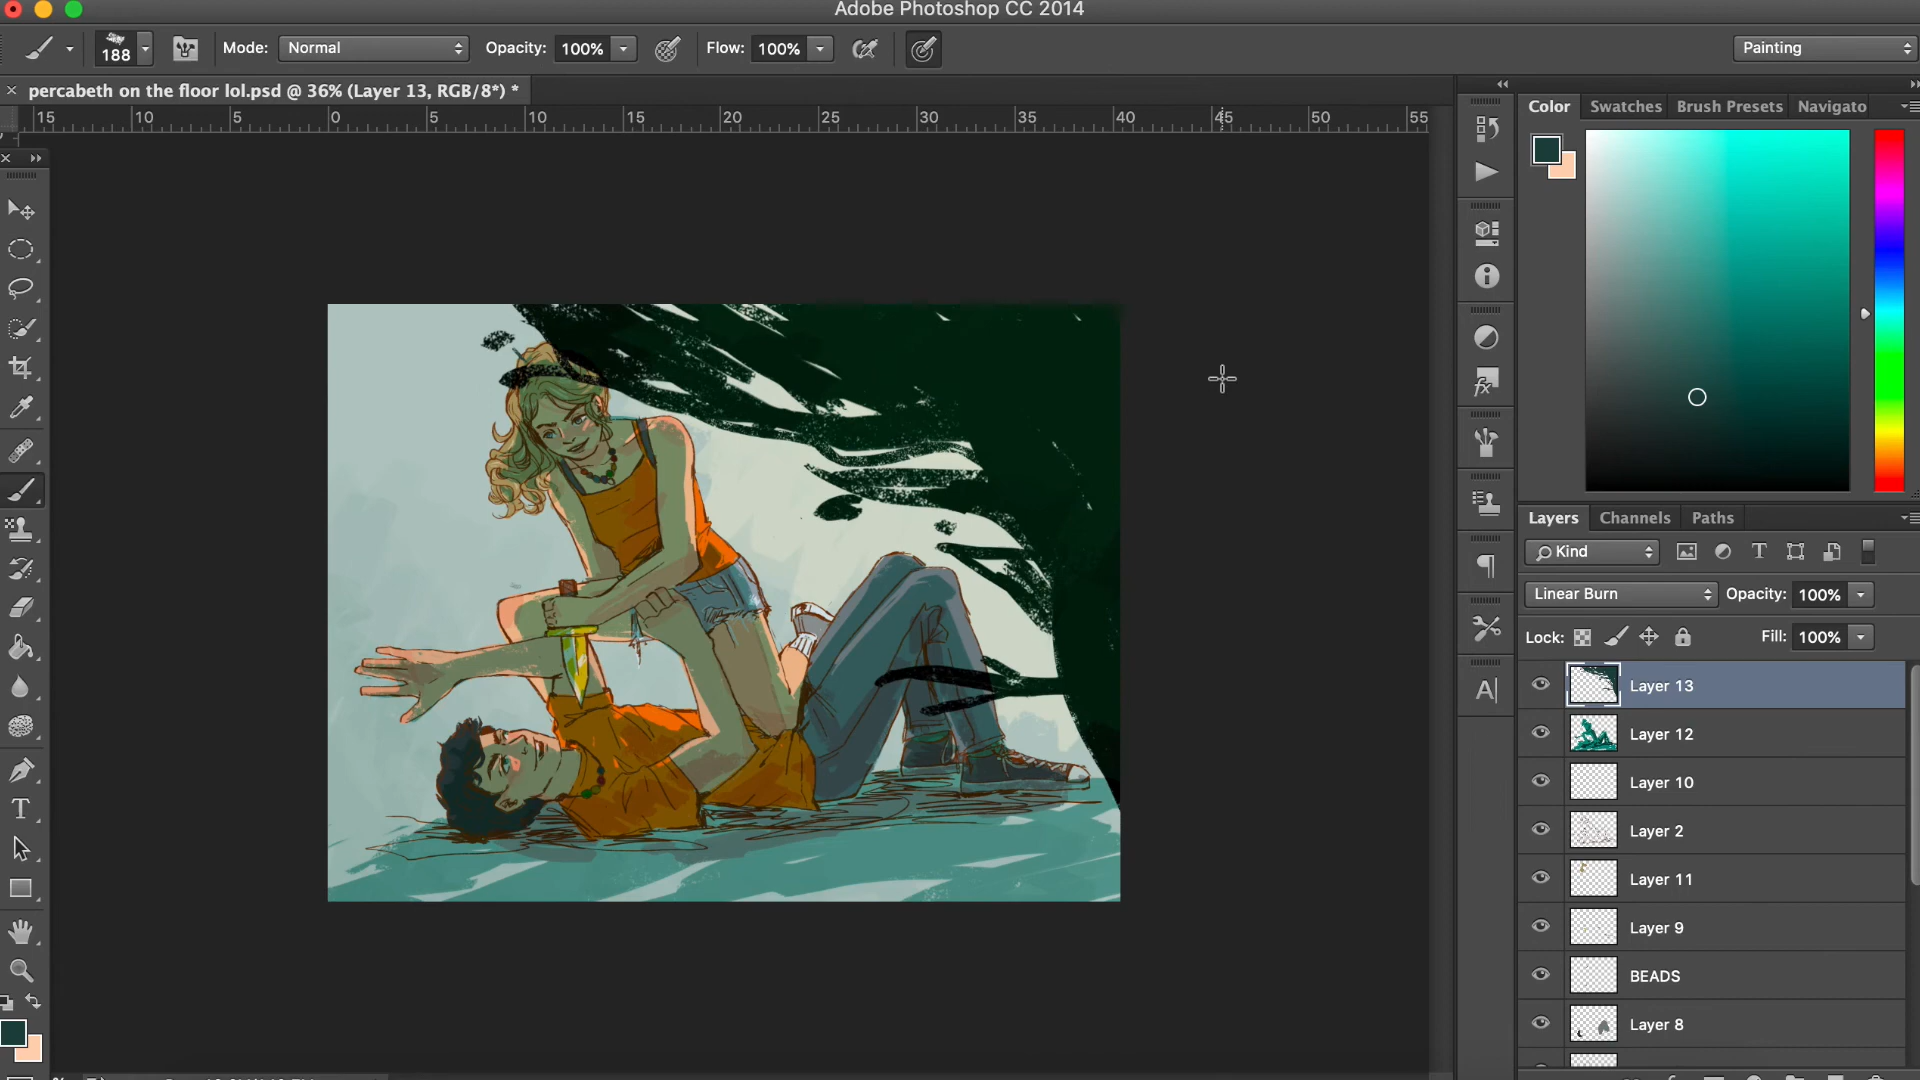 Adobe Photoshop CC 2014
188 Mode: Normal Opacity: 100% Flow: 100% Painting
percabeth on the floor lol.psd @ 36% (Layer 13, RGB/8*) *
15 10 5 0 5 10 15 20 25 30 35 40 45 50 55
Color Swatches Brush Presets Navigato
Layers Channels Paths
Kind
Linear Burn Opacity: 100%
Lock: Fill: 100%
Layer 13
Layer 12
Layer 10
Layer 2
Layer 11
Layer 9
BEADS
Layer 8